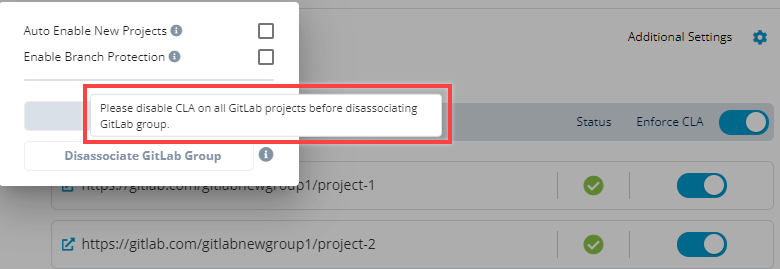 Auto Enable New Projects
Additional Settings
Enable Branch Protection
Please disable CLA on all GitLab projects before disassociating
GitLab group.
Status
Enforce CLA
Disassociate GitLab Group
https://gitlab.com/gitlabnewgroup1/project-1
https://gitlab.com/gitlabnewgroup1/project-2